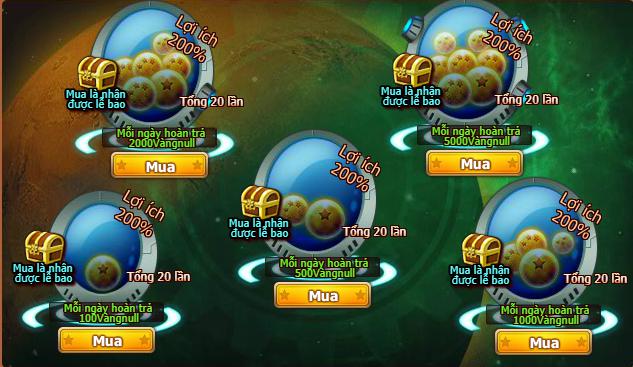 Lợi ích
200%
Mua là nhận
được lễ bao
Tổng 20 lần
Mỗi ngày hoàn trả
2000Vàngnull
Mua
Lợi ích
200%
Mua là nhận
được lễ bao
Tổng 20 lần
Mỗi ngày hoàn trả
5000Vàngnull
Mua
Lợi ích
200%
Mua là nhận
được lễ bao
Tổng 20 lần
Mỗi ngày hoàn trả
100Vàngnull
Mua
Lợi ích
200%
Mua là nhận
được lễ bao
Tổng 20 lần
Mỗi ngày hoàn trả
500Vàngnull
Mua
Lợi ích
200%
Mua là nhận
được lễ bao
Tổng 20 lần
Mỗi ngày hoàn trả
1000Vàngnull
Mua